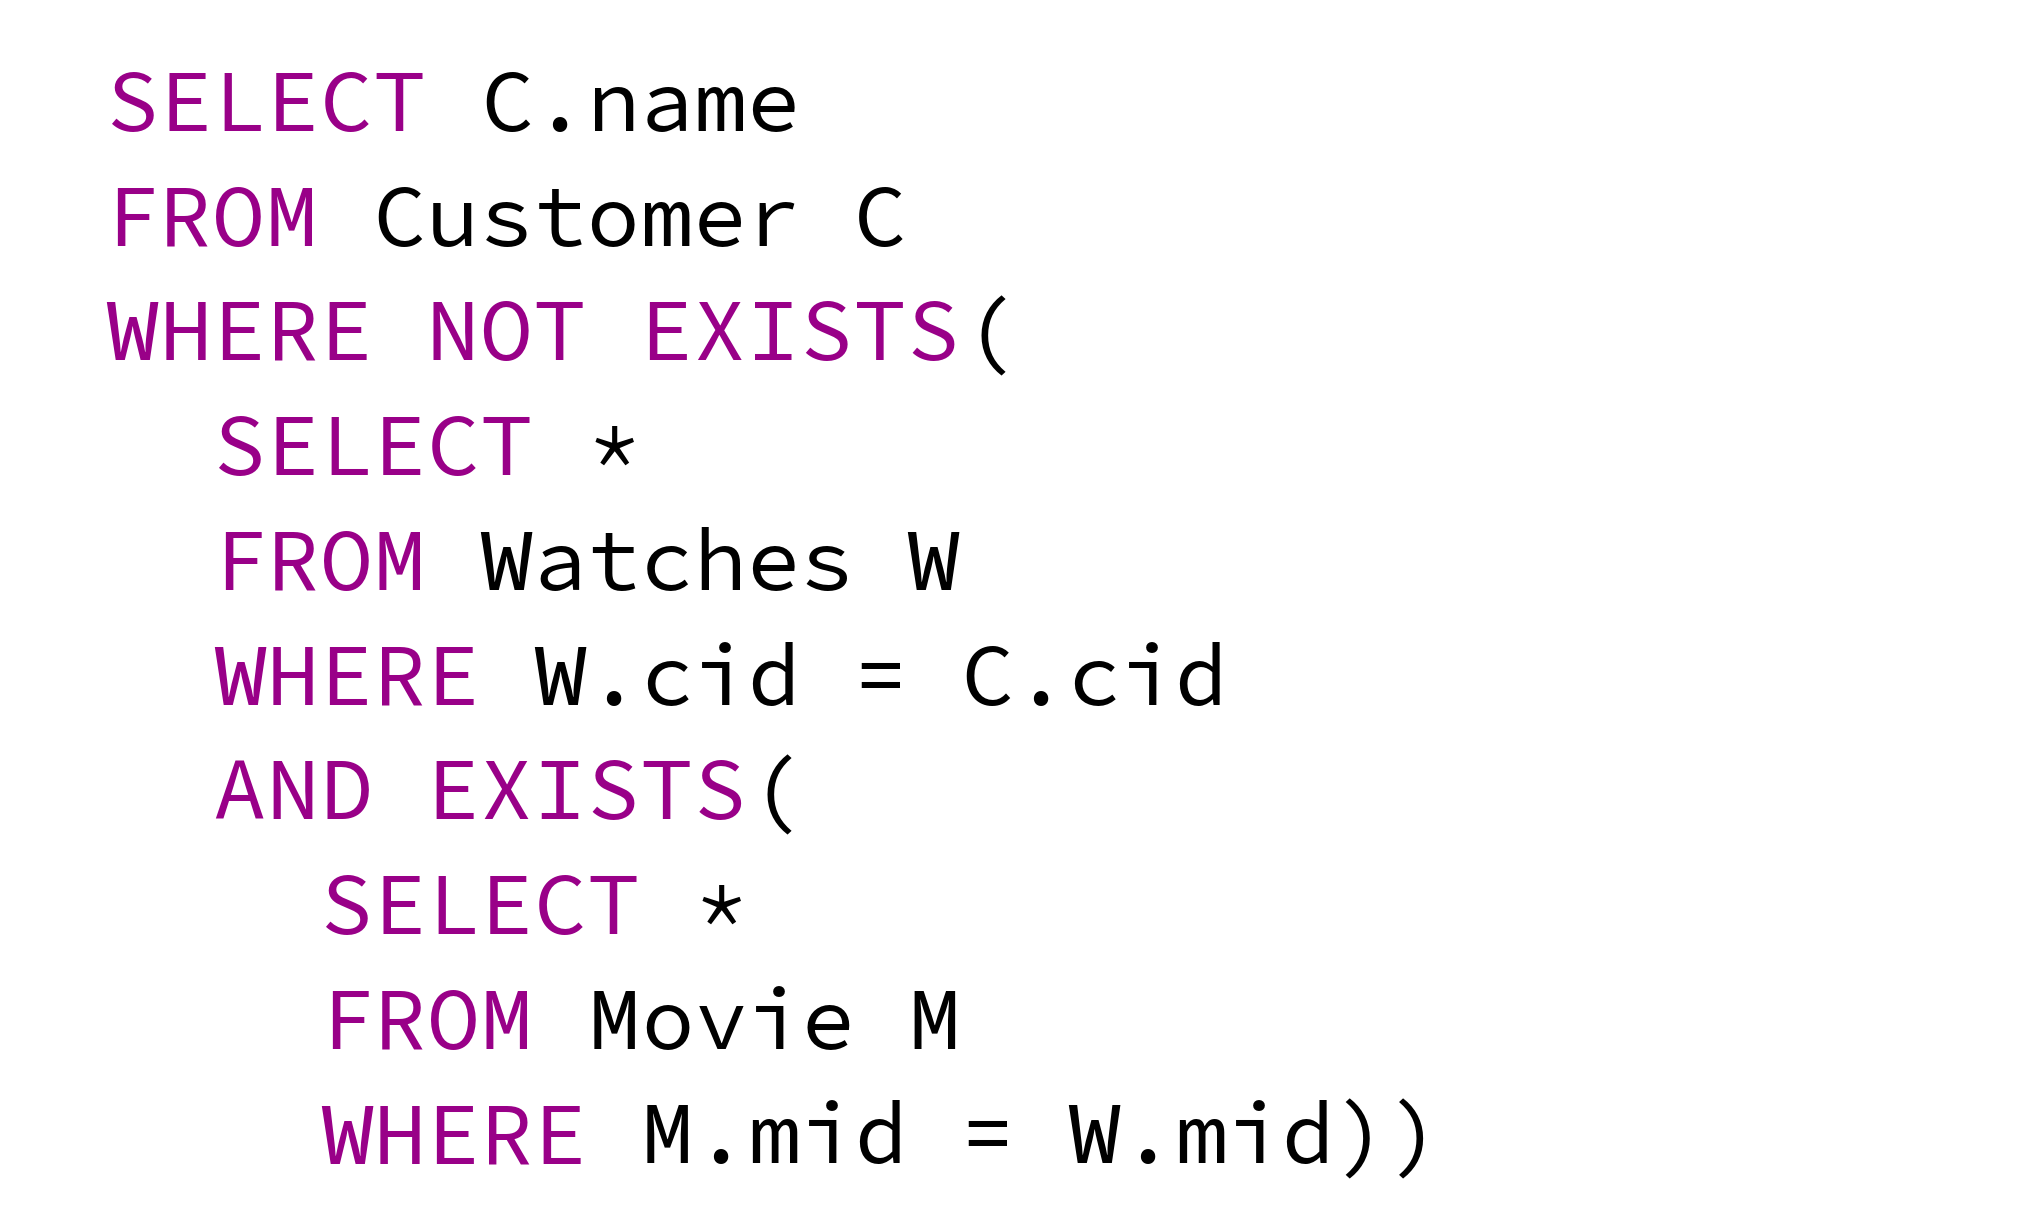 SELECT C.name
FROM Customer C
WHERE NOT EXISTS(
  SELECT *
  FROM Watches W
  WHERE W.cid = C.cid
  AND EXISTS(
    SELECT *
    FROM Movie M
    WHERE M.mid = W.mid))